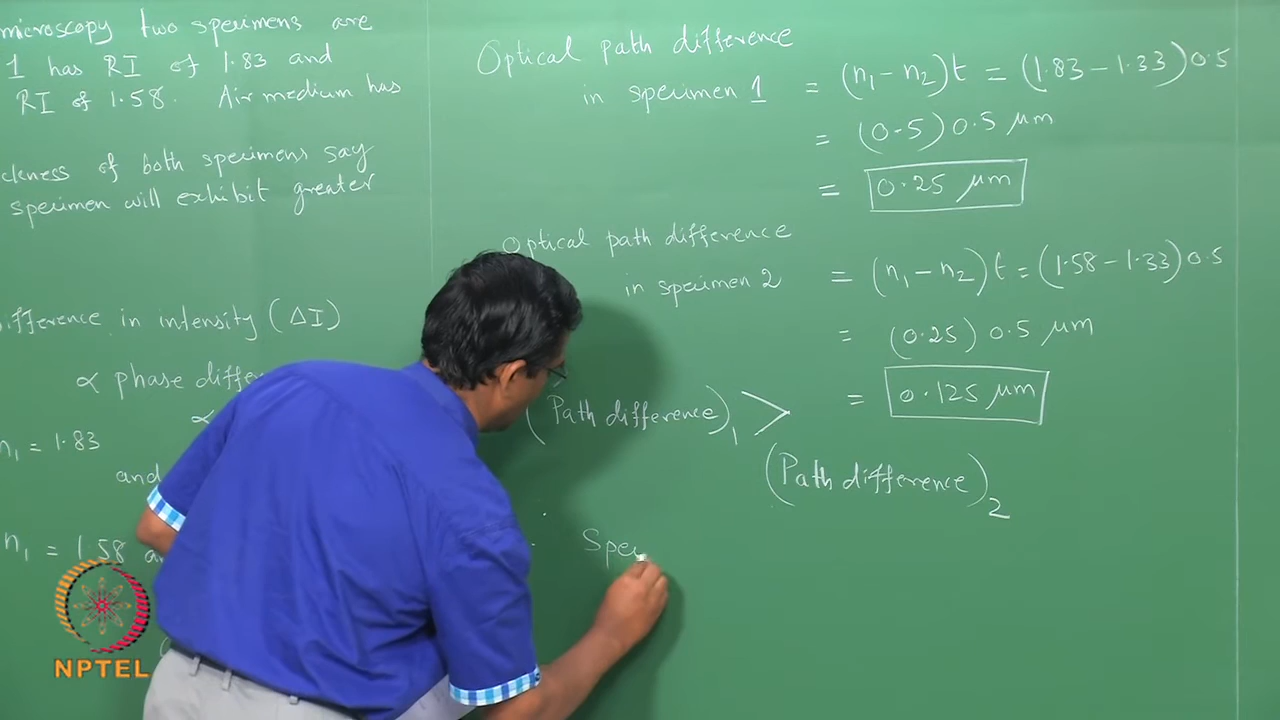 microscopy two specimens are
1 has RI of 1.83 and
RI of 1.58. Air medium has
ckness of both specimens say
specimen will exhibit greater
ifference in intensity (ΔI)
∝ phase diffe
∝
n₁ = 1.83
and
n₁ = 1.58 a
Optical path difference
in specimen 1 = (n₁ - n₂)t = (1.83 - 1.33)0.5
= (0.5) 0.5 μm
= 0.25 μm
Optical path difference
in specimen 2 = (n₁ - n₂)t = (1.58 - 1.33)0.5
= (0.25) 0.5 μm
= 0.125 μm
(Path difference)₁ >
(Path difference)₂
Spe
NPTEL